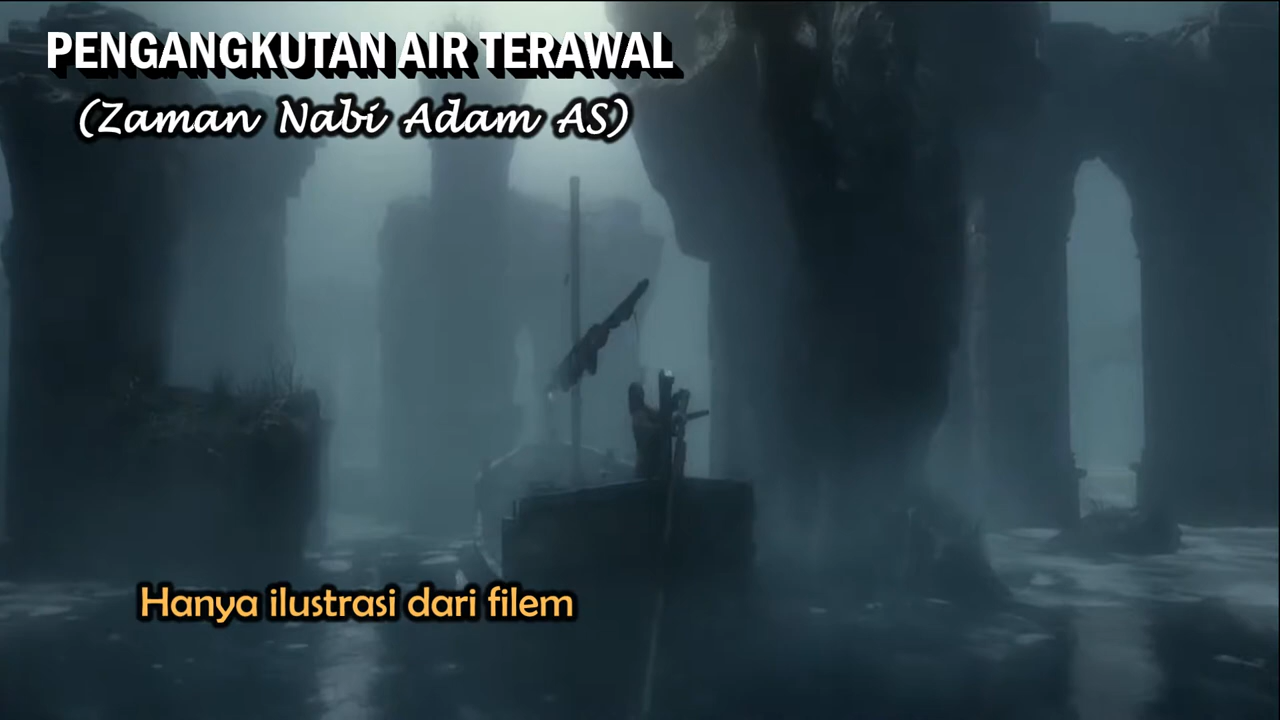 PENGANGKUTAN AIR TERAWAL
(Zaman Nabi Adam AS)
Hanya ilustrasi dari filem